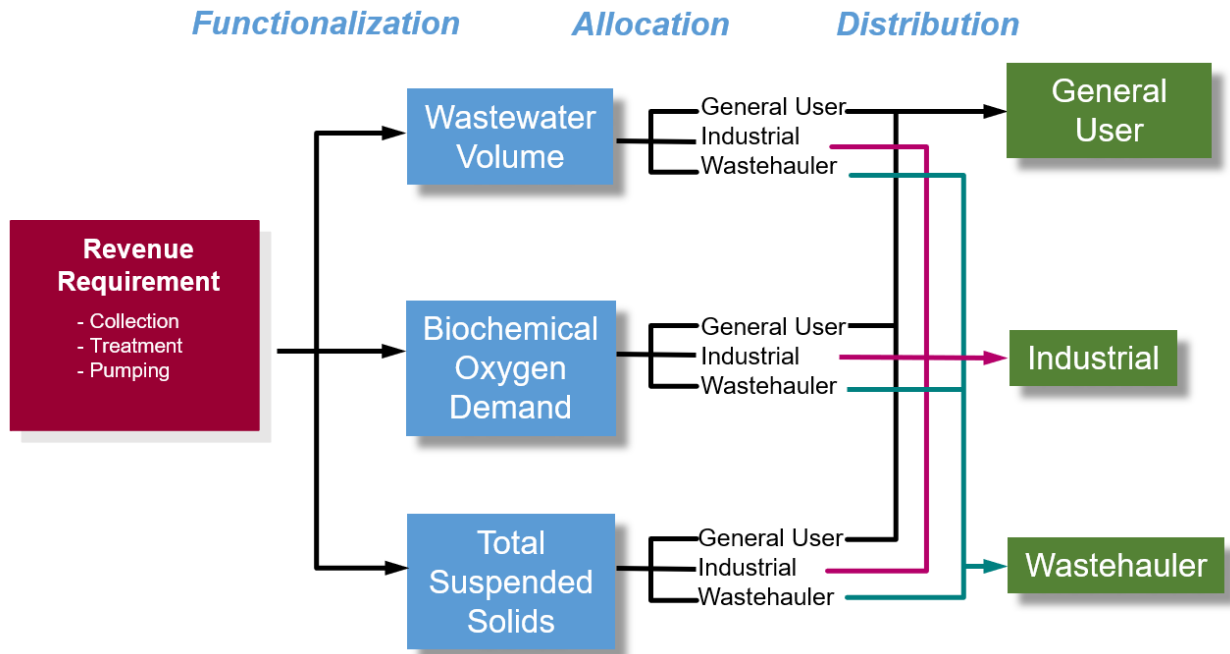 Functionalization
Allocation
Distribution
Revenue
Requirement
- Collection
- Treatment
- Pumping
Wastewater
Volume
General User
Industrial
Wastehauler
General
User
Biochemical
Oxygen
Demand
General User
Industrial
Wastehauler
Industrial
Total
Suspended
Solids
General User
Industrial
Wastehauler
Wastehauler